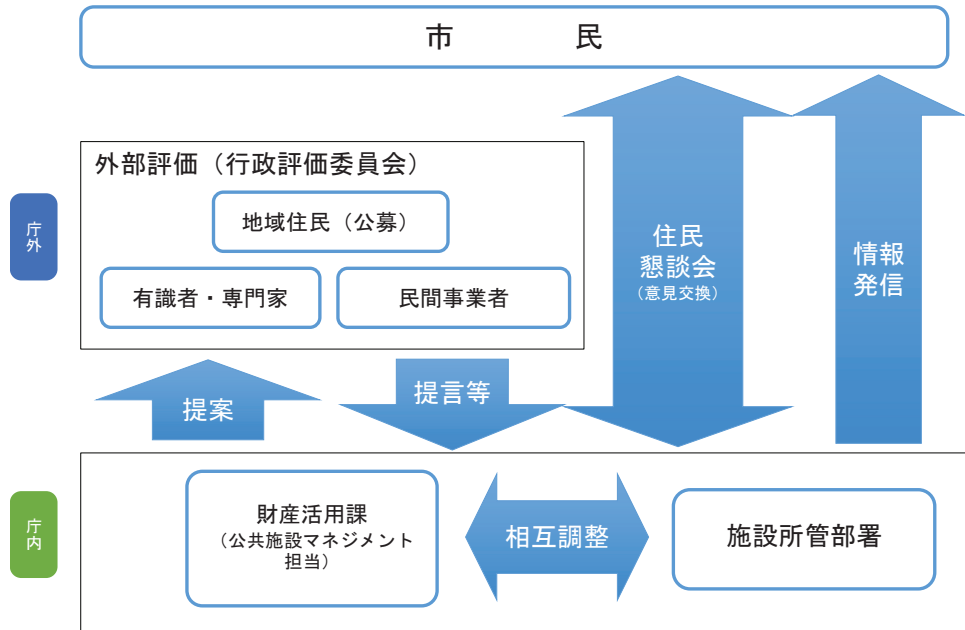 市　　　　民
外部評価（行政評価委員会）
地域住民（公募）
有識者・専門家
民間事業者
庁外
住民
懇談会
（意見交換）
情報
発信
提案
提言等
庁内
財産活用課
（公共施設マネジメント
担当）
相互調整
施設所管部署